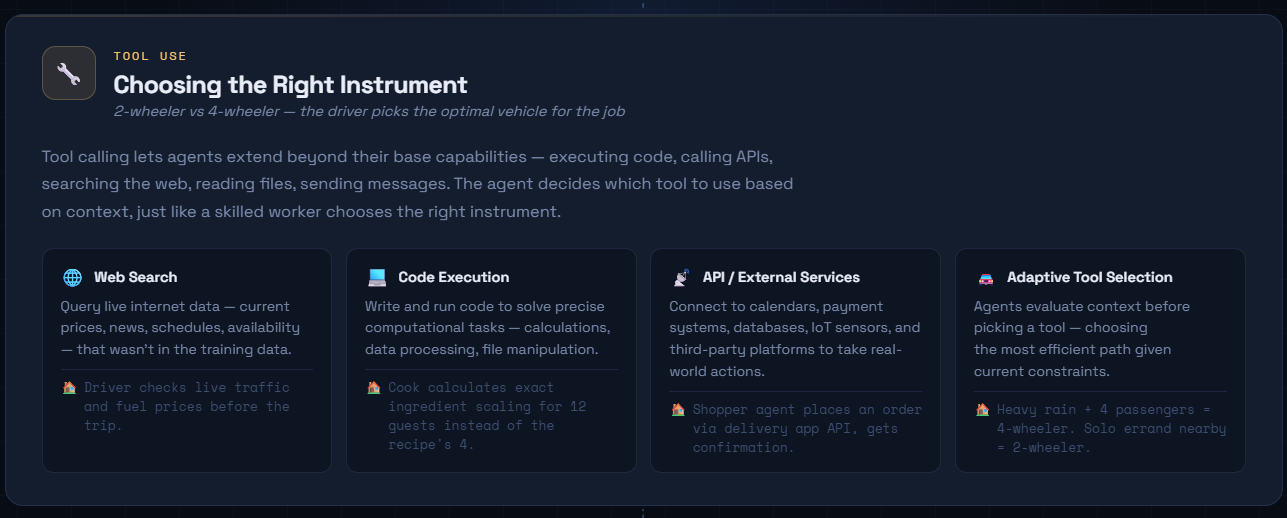 TOOL USE
Choosing the Right Instrument
2-wheeler vs 4-wheeler — the driver picks the optimal vehicle for the job
Tool calling lets agents extend beyond their base capabilities — executing code, calling APIs,
searching the web, reading files, sending messages. The agent decides which tool to use based
on context, just like a skilled worker chooses the right instrument.
Web Search
Query live internet data — current
prices, news, schedules, availability
— that wasn't in the training data.
Driver checks live traffic
and fuel prices before the
trip.
Code Execution
Write and run code to solve precise
computational tasks — calculations,
data processing, file manipulation.
Cook calculates exact
ingredient scaling for 12
guests instead of the
recipe's 4.
API / External Services
Connect to calendars, payment
systems, databases, IoT sensors, and
third-party platforms to take real-
world actions.
Shopper agent places an order
via delivery app API, gets
confirmation.
Adaptive Tool Selection
Agents evaluate context before
picking a tool — choosing
the most efficient path given
current constraints.
Heavy rain + 4 passengers =
4-wheeler. Solo errand nearby
= 2-wheeler.